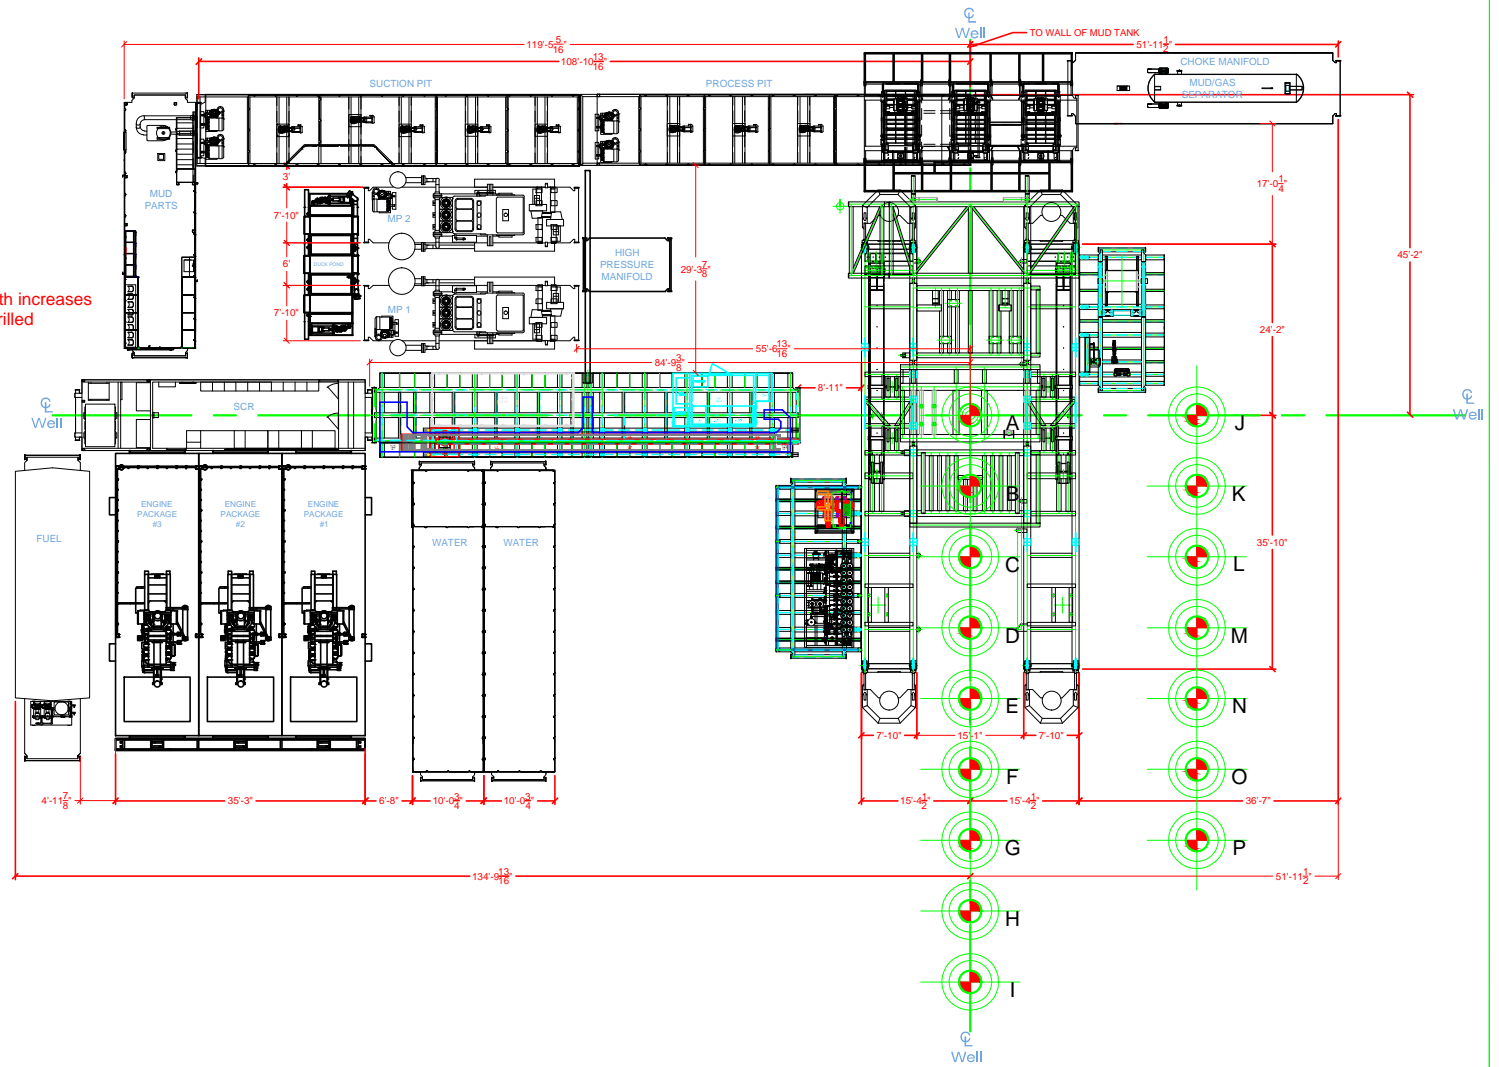 ℄
Well
TO WALL OF MUD TANK
119'-5 5/16"
51'-11 1/2"
108'-10 13/16"
CHOKE MANIFOLD
SUCTION PIT
PROCESS PIT
MUD/GAS
SEPARATOR
3'
17'-0 1/4"
MUD
PARTS
7'-10"
MP 2
45'-2"
HIGH
PRESSURE
MANIFOLD
6'
29'-3 7/8"
th increases
rilled
7'-10"
MP 1
24'-2"
55'-6 13/16"
84'-9 3/8"
8'-11"
℄
Well
SCR
A
J
℄
Well
B
K
ENGINE
PACKAGE
#3
ENGINE
PACKAGE
#2
ENGINE
PACKAGE
#1
FUEL
WATER
WATER
35'-10"
C
L
D
M
E
N
7'-10"
15'-1"
7'-10"
F
O
4'-11 7/8"
35'-3"
6'-8"
10'-0 3/4"
10'-0 3/4"
15'-4 1/2"
15'-4 1/2"
36'-7"
G
P
134'-9 13/16"
51'-11 1/2"
H
I
℄
Well